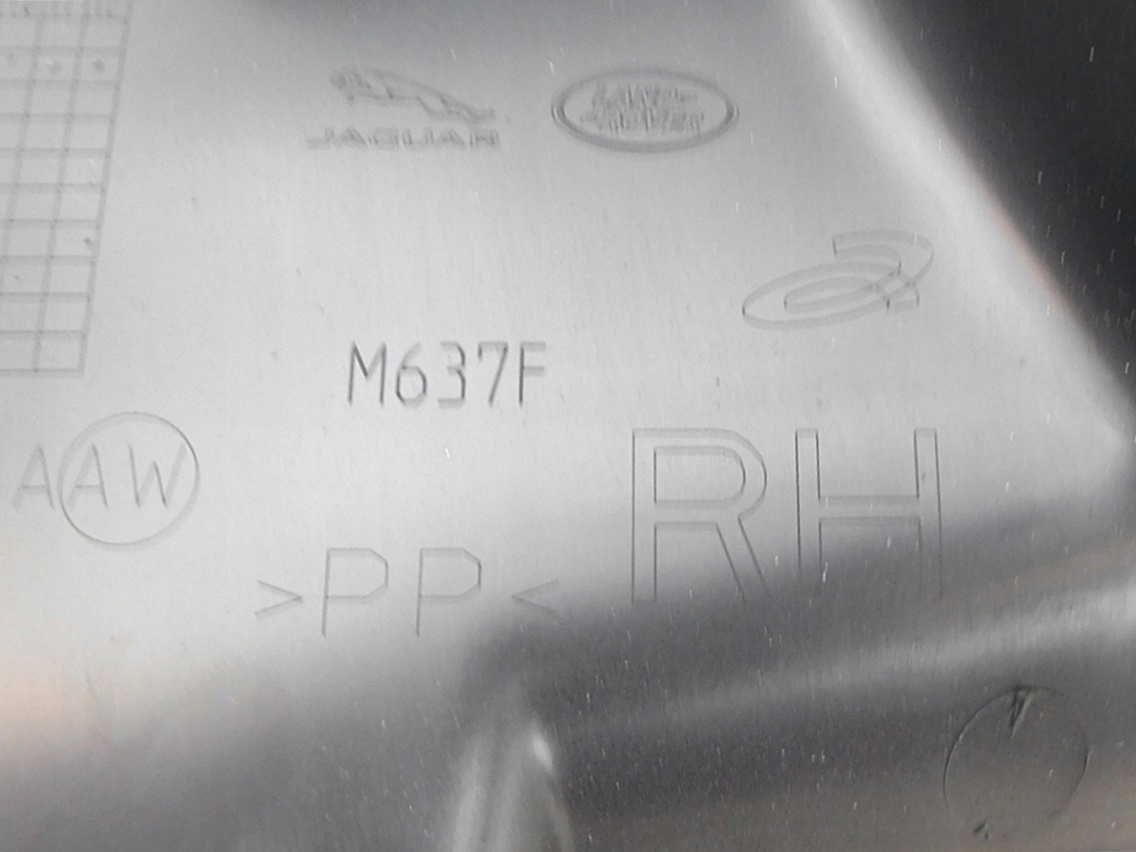 JAGUAR
LAND-
ROVER
M637F
AAW
RH
>PP<